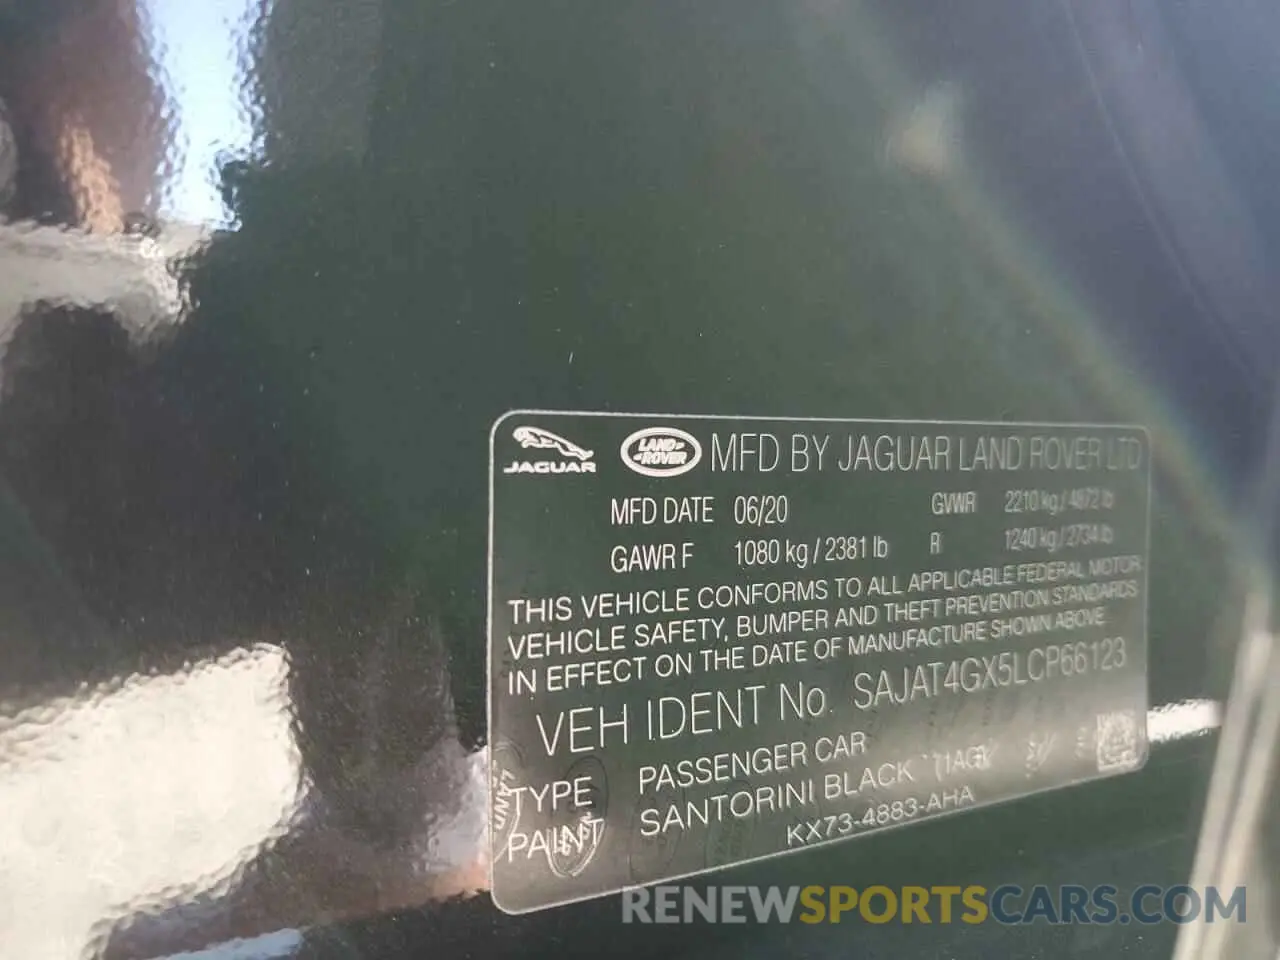 JAGUAR LAND ROVER MFD BY JAGUAR LAND ROVER LTD
MFD DATE 06/20 GVWR 2210 kg / 4872 lb
GAWR F 1080 kg / 2381 lb R 1240 kg / 2734 lb
THIS VEHICLE CONFORMS TO ALL APPLICABLE FEDERAL MOTOR
VEHICLE SAFETY, BUMPER AND THEFT PREVENTION STANDARDS
IN EFFECT ON THE DATE OF MANUFACTURE SHOWN ABOVE.
VEH IDENT No. SAJAT4GX5LCP66123
TYPE PASSENGER CAR
PAINT SANTORINI BLACK (1AG)
KX73-4883-AHA
RENEWSPORTSCARS.COM